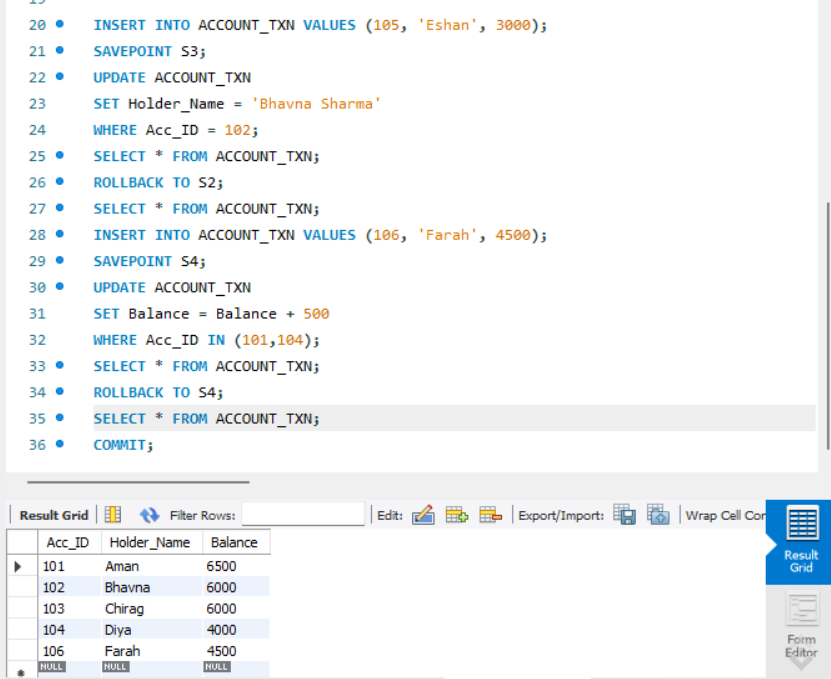 20 INSERT INTO ACCOUNT_TXN VALUES (105, 'Eshan', 3000);
21 SAVEPOINT S3;
22 UPDATE ACCOUNT_TXN
23 SET Holder_Name = 'Bhavna Sharma'
24 WHERE Acc_ID = 102;
25 SELECT * FROM ACCOUNT_TXN;
26 ROLLBACK TO S2;
27 SELECT * FROM ACCOUNT_TXN;
28 INSERT INTO ACCOUNT_TXN VALUES (106, 'Farah', 4500);
29 SAVEPOINT S4;
30 UPDATE ACCOUNT_TXN
31 SET Balance = Balance + 500
32 WHERE Acc_ID IN (101,104);
33 SELECT * FROM ACCOUNT_TXN;
34 ROLLBACK TO S4;
35 SELECT * FROM ACCOUNT_TXN;
36 COMMIT;
Result Grid Filter Rows: Edit: Export/Import: Wrap Cell Cor
Acc_ID Holder_Name Balance
101 Aman 6500
102 Bhavna 6000
103 Chirag 6000
104 Diya 4000
106 Farah 4500
NULL NULL NULL
Result
Grid
Form
Editor